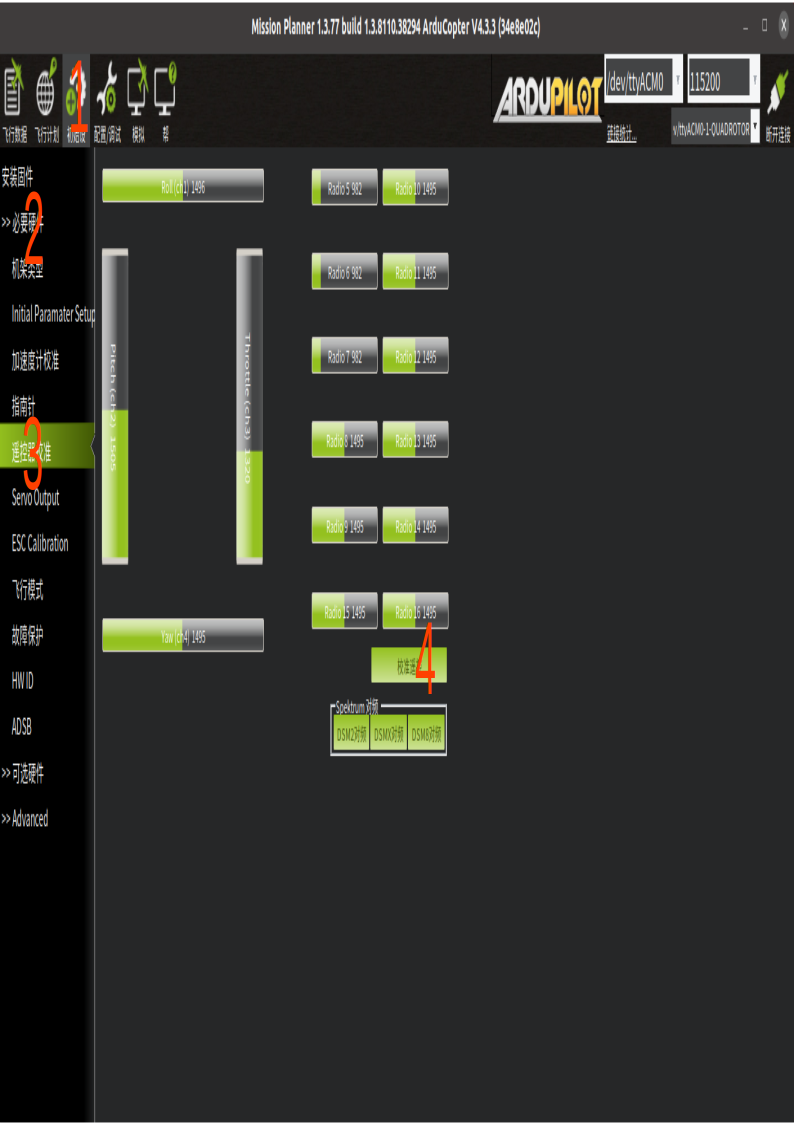 Mission Planner 1.3.77 build 1.3.8110.38294 ArduCopter V4.3.3 (34e8e02c)
飞行数据 飞行计划 初始设 配置/调试 模拟 帮
1
ARDUPILOT
/dev/ttyACM0 115200
链接统计... v/ttyACM0-1-QUADROTOR 断开连接
安装固件
>> 必要硬件
2
机架类型
Initial Paramater Setup
加速度计校准
指南针
遥控器校准
3
Servo Output
ESC Calibration
飞行模式
故障保护
HW ID
ADSB
>> 可选硬件
>> Advanced
Roll (ch1) 1496
Pitch (ch2) 1505
Throttle (ch3) 1320
Yaw (ch4) 1495
Radio 5 982 Radio 10 1495
Radio 6 982 Radio 11 1495
Radio 7 982 Radio 12 1495
Radio 8 1495 Radio 13 1495
Radio 9 1495 Radio 14 1495
Radio 15 1495 Radio 16 1495
校准遥
4
Spektrum 对频
DSM2对频 DSMX对频 DSM8对频